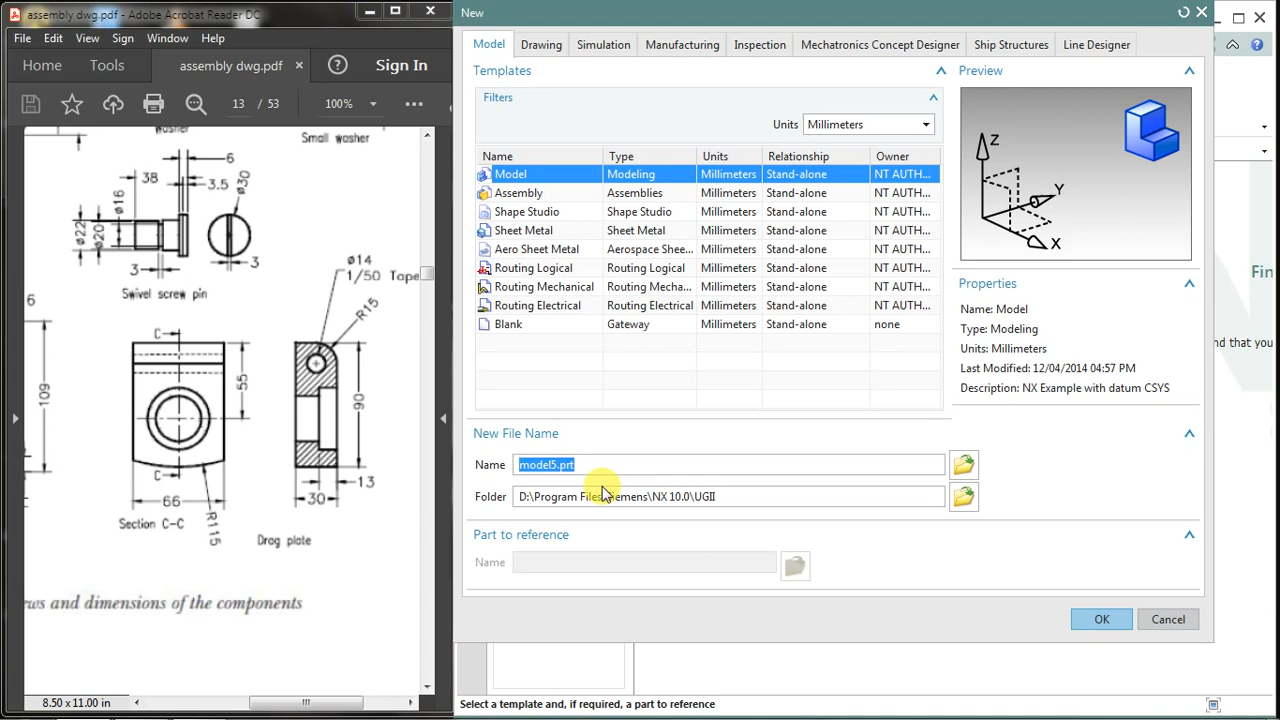 assembly dwg.pdf - Adobe Acrobat Reader DC
File Edit View Sign Window Help
Home Tools assembly dwg.pdf × Sign In
13 / 53 100%
Washer
Small washer
6
38
3.5
ø30
ø16
ø22
ø20
3
3
Swivel screw pin
ø14
1/50 Tape
R15
6
C
109
55
90
C
13
66
30
Section C-C
R115
Drag plate
ws and dimensions of the components
8.50 x 11.00 in
New
Model Drawing Simulation Manufacturing Inspection Mechatronics Concept Designer Ship Structures Line Designer
Templates
Filters
Units Millimeters
Name Type Units Relationship Owner
Model Modeling Millimeters Stand-alone NT AUTH...
Assembly Assemblies Millimeters Stand-alone NT AUTH...
Shape Studio Shape Studio Millimeters Stand-alone NT AUTH...
Sheet Metal Sheet Metal Millimeters Stand-alone NT AUTH...
Aero Sheet Metal Aerospace Shee... Millimeters Stand-alone NT AUTH...
Routing Logical Routing Logical Millimeters Stand-alone NT AUTH...
Routing Mechanical Routing Mecha... Millimeters Stand-alone NT AUTH...
Routing Electrical Routing Electrical Millimeters Stand-alone NT AUTH...
Blank Gateway Millimeters Stand-alone none
Preview
Z
Y
X
Properties
Name: Model
Type: Modeling
Units: Millimeters
Last Modified: 12/04/2014 04:57 PM
Description: NX Example with datum CSYS
New File Name
Name model5.prt
Folder D:\Program Files\Siemens\NX 10.0\UGII
Part to reference
Name
OK Cancel
Fin
nd that you
Select a template and, if required, a part to reference